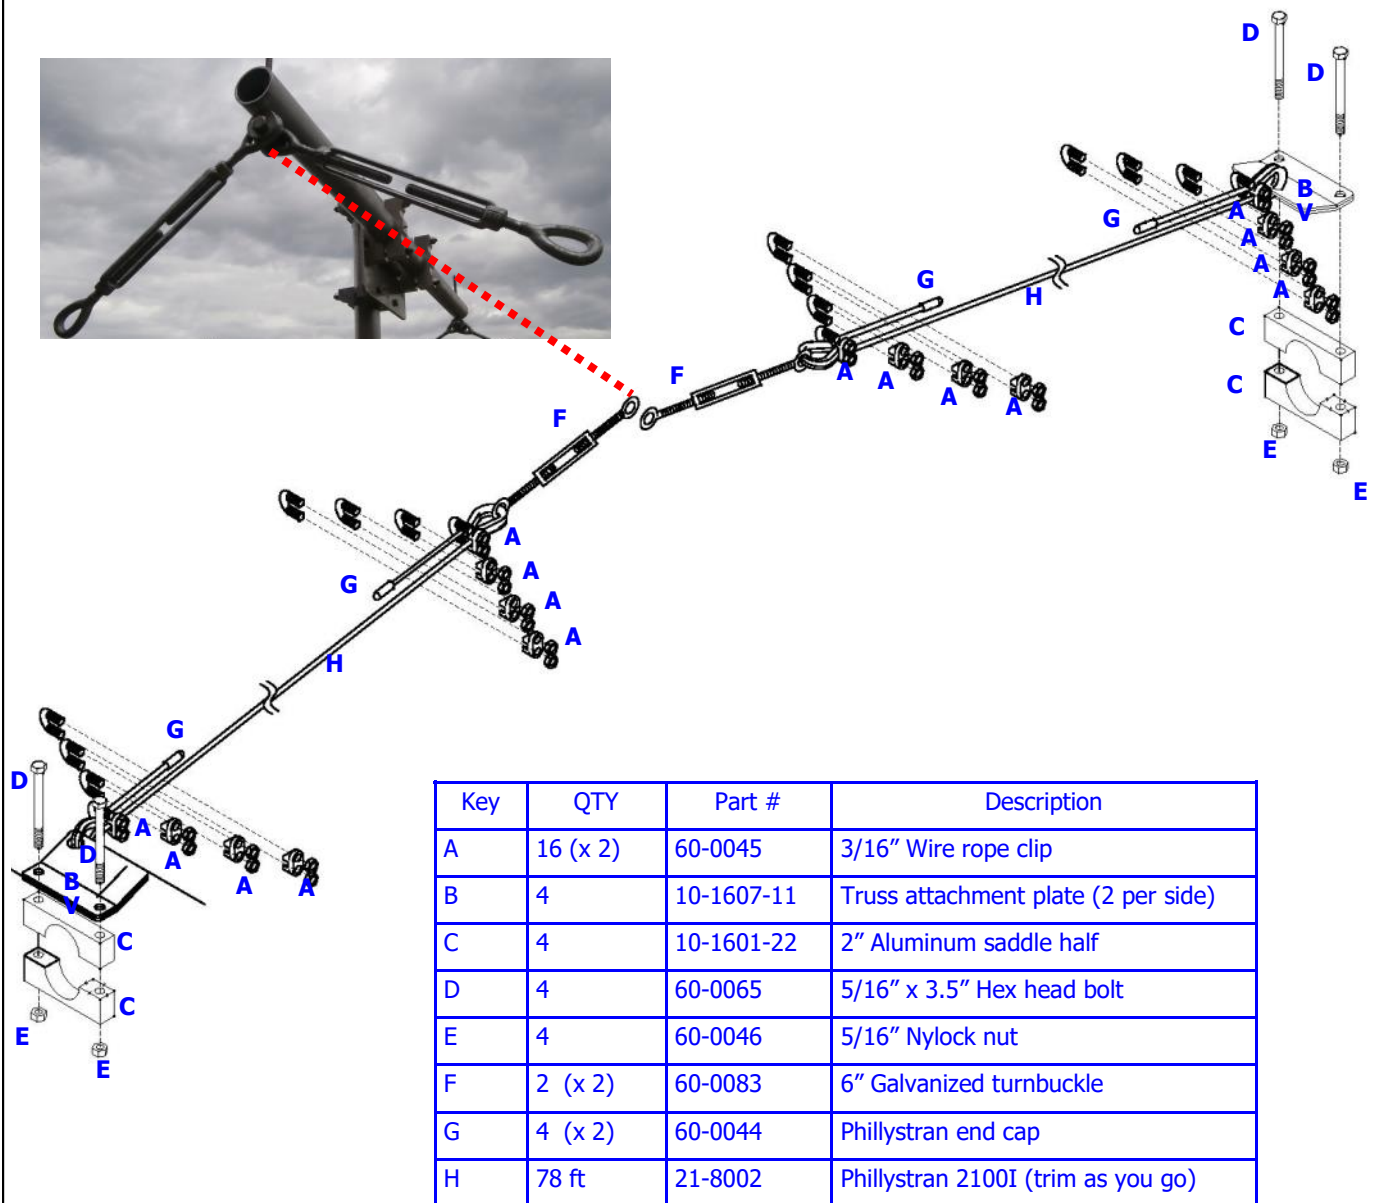 D
D
B
V
G
A
A
A
A
G
H
C
C
F
A
A
A
A
E
E
F
A
A
A
A
G
H
G
D
A
D
A
A
A
B
V
C
C
E
E
Key QTY Part # Description
A 16 (x 2) 60-0045 3/16” Wire rope clip
B 4 10-1607-11 Truss attachment plate (2 per side)
C 4 10-1601-22 2” Aluminum saddle half
D 4 60-0065 5/16” x 3.5” Hex head bolt
E 4 60-0046 5/16” Nylock nut
F 2 (x 2) 60-0083 6” Galvanized turnbuckle
G 4 (x 2) 60-0044 Phillystran end cap
H 78 ft 21-8002 Phillystran 2100I (trim as you go)